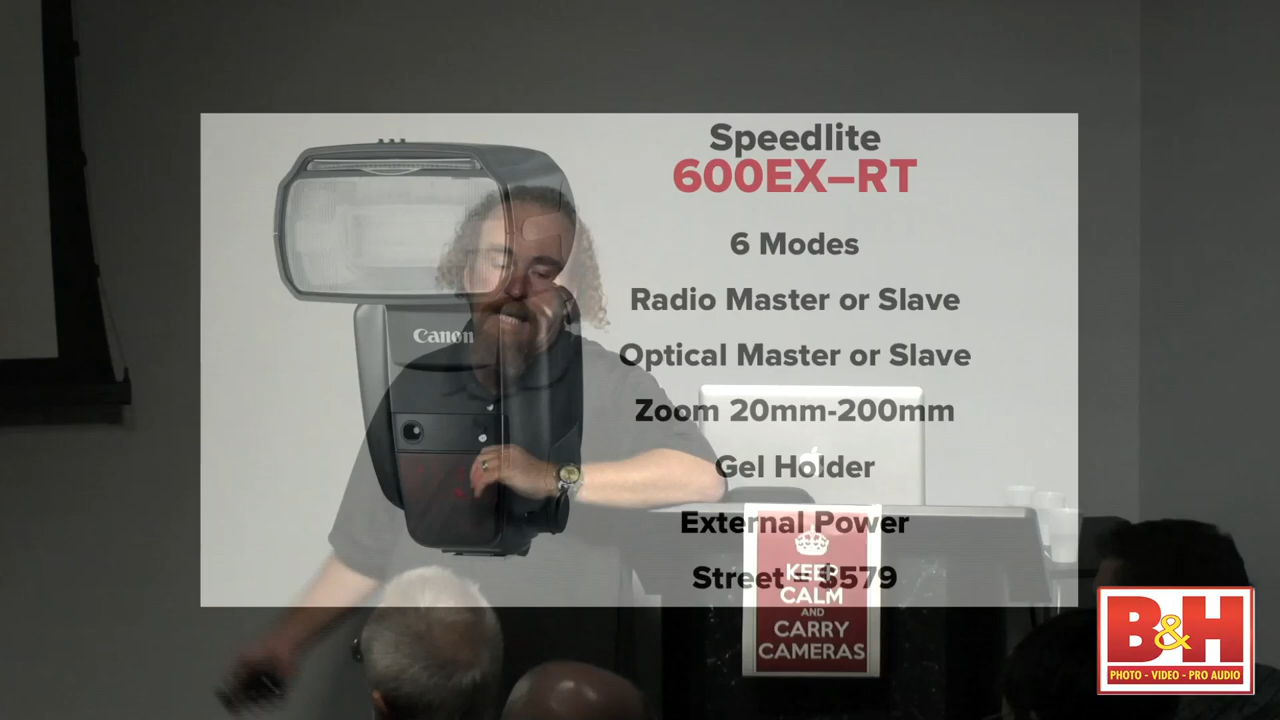 Speedlite
600EX–RT
6 Modes
Radio Master or Slave
Canon
Optical Master or Slave
Zoom 20mm-200mm
Gel Holder
External Power
Street - $579
KEEP
CALM
AND
CARRY
CAMERAS
B&H
PHOTO - VIDEO - PRO AUDIO